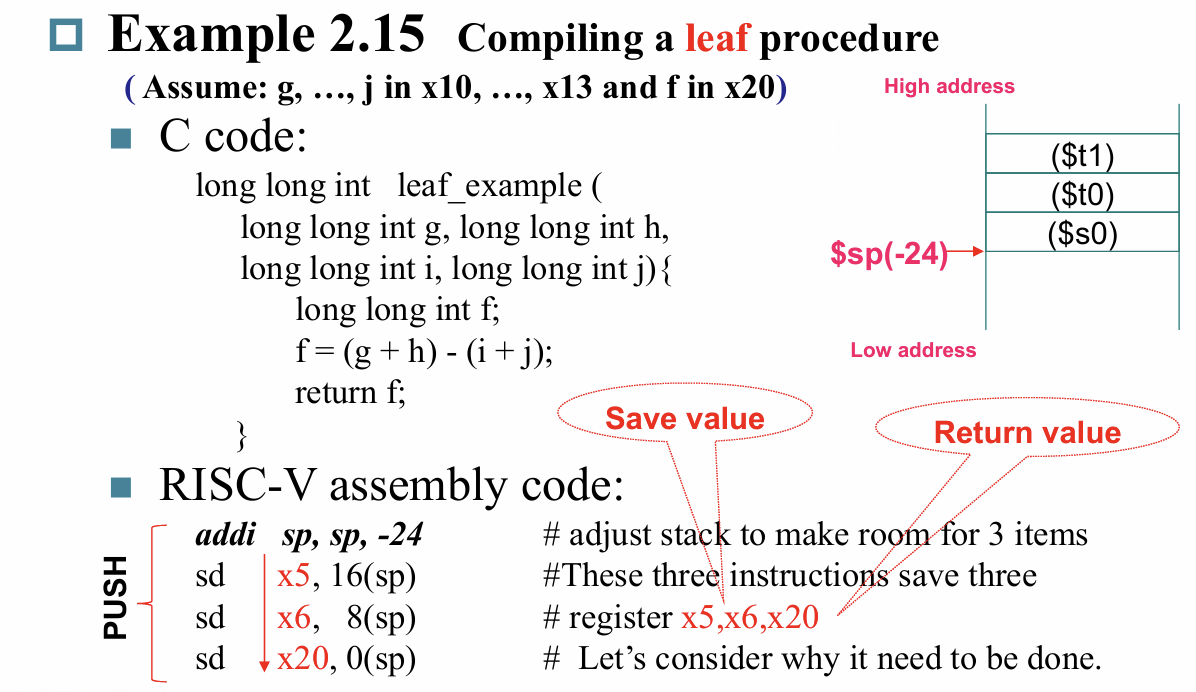 Example 2.15 Compiling a leaf procedure
( Assume: g, …, j in x10, …, x13 and f in x20)
C code:
long long int leaf_example (
long long int g, long long int h,
long long int i, long long int j){
long long int f;
f = (g + h) - (i + j);
return f;
}
High address
($t1)
($t0)
($s0)
$sp(-24)
Low address
Save value
Return value
RISC-V assembly code:
PUSH
addi sp, sp, -24 # adjust stack to make room for 3 items
sd x5, 16(sp) #These three instructions save three
sd x6, 8(sp) # register x5,x6,x20
sd x20, 0(sp) # Let's consider why it need to be done.